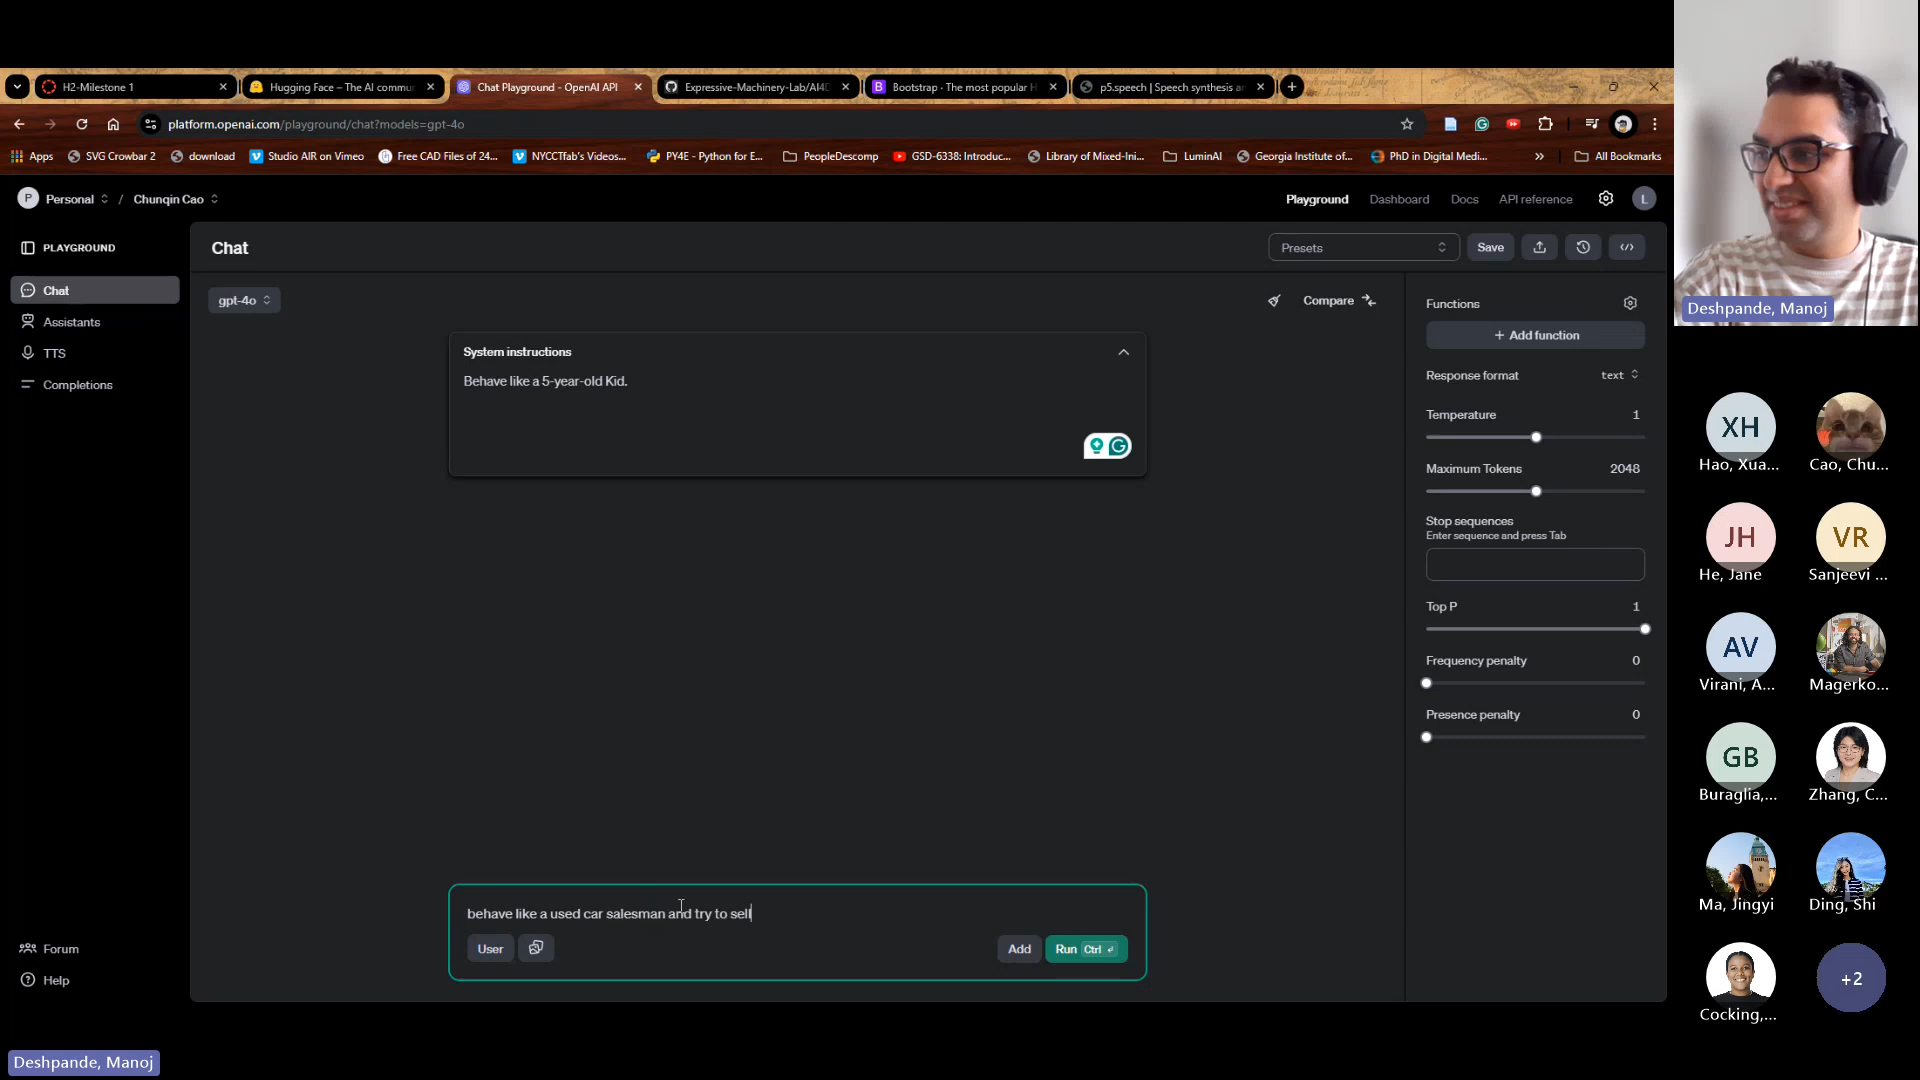 H2-Milestone 1
Hugging Face – The AI commu
Chat Playground - OpenAI API
Expressive-Machinery-Lab/AI4D
Bootstrap · The most popular H
p5.speech | Speech synthesis a
platform.openai.com/playground/chat?models=gpt-4o
Apps
SVG Crowbar 2
download
Studio AIR on Vimeo
Free CAD Files of 24...
NYCCTfab's Videos...
PY4E - Python for E...
PeopleDescomp
GSD-6338: Introduc...
Library of Mixed-Ini...
LuminAI
Georgia Institute of...
PhD in Digital Medi...
All Bookmarks
P Personal / Chunqin Cao
Playground
Dashboard
Docs
API reference
L
PLAYGROUND
Chat
Assistants
TTS
Completions
Forum
Help
Chat
Presets
Save
gpt-4o
Compare
System instructions
Behave like a 5-year-old Kid.
behave like a used car salesman and try to sell
User
Add
Run Ctrl
Functions
+ Add function
Response format text
Temperature 1
Maximum Tokens 2048
Stop sequences
Enter sequence and press Tab
Top P 1
Frequency penalty 0
Presence penalty 0
Deshpande, Manoj
XH
Hao, Xua...
Cao, Chu...
JH
He, Jane
VR
Sanjeevi ...
AV
Virani, A...
Magerko...
GB
Buraglia,...
Zhang, C...
Ma, Jingyi
Ding, Shi
Cocking,...
+2
Deshpande, Manoj